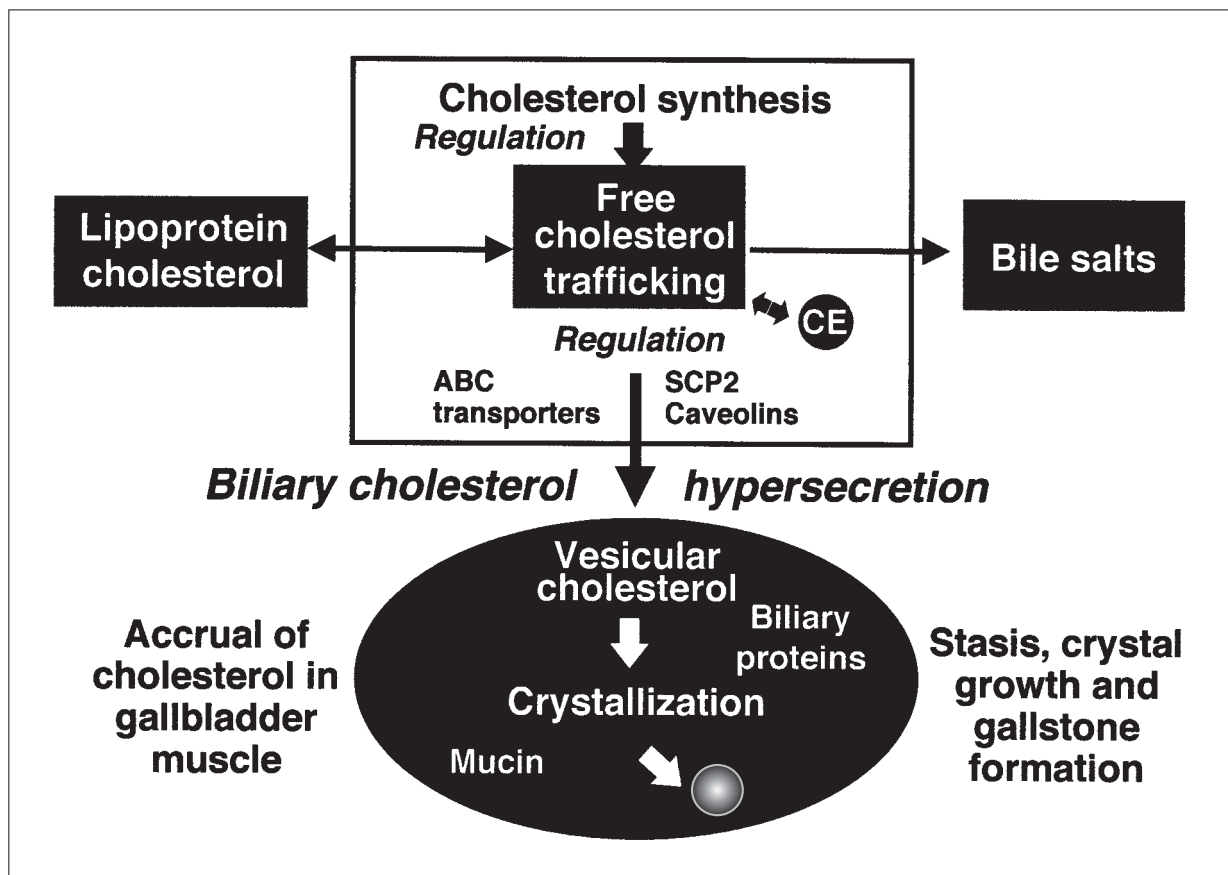 Cholesterol synthesis
Regulation
Free
cholesterol
trafficking
Lipoprotein
cholesterol
Bile salts
CE
Regulation
ABC
transporters
SCP2
Caveolins
Biliary cholesterol hypersecretion
Vesicular
cholesterol
Biliary
proteins
Crystallization
Mucin
Accrual of
cholesterol in
gallbladder
muscle
Stasis, crystal
growth and
gallstone
formation